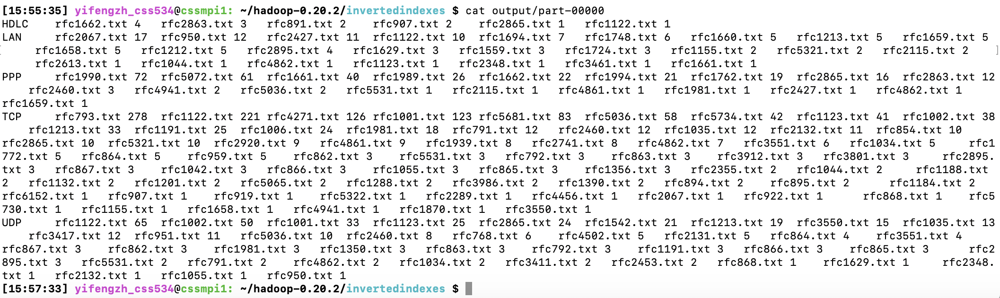 [15:55:35] yifengzh_css534@cssmpi1: ~/hadoop-0.20.2/invertedindexes $ cat output/part-00000
HDLC rfc1662.txt 4 rfc2863.txt 3 rfc891.txt 2 rfc907.txt 2 rfc2865.txt 1 rfc1122.txt 1
LAN rfc2067.txt 17 rfc950.txt 12 rfc2427.txt 11 rfc1122.txt 10 rfc1694.txt 7 rfc1748.txt 6 rfc1660.txt 5 rfc1213.txt 5 rfc1659.txt 5
rfc1658.txt 5 rfc1212.txt 5 rfc2895.txt 4 rfc1629.txt 3 rfc1559.txt 3 rfc1724.txt 3 rfc1155.txt 2 rfc5321.txt 2 rfc2115.txt 2 ]
rfc2613.txt 1 rfc1044.txt 1 rfc4862.txt 1 rfc1123.txt 1 rfc2348.txt 1 rfc3461.txt 1 rfc1661.txt 1
PPP rfc1990.txt 72 rfc5072.txt 61 rfc1661.txt 40 rfc1989.txt 26 rfc1662.txt 22 rfc1994.txt 21 rfc1762.txt 19 rfc2865.txt 16 rfc2863.txt 12
rfc2460.txt 3 rfc4941.txt 2 rfc5036.txt 2 rfc5531.txt 1 rfc2115.txt 1 rfc4861.txt 1 rfc1981.txt 1 rfc2427.txt 1 rfc4862.txt 1
rfc1659.txt 1
TCP rfc793.txt 278 rfc1122.txt 221 rfc4271.txt 126 rfc1001.txt 123 rfc5681.txt 83 rfc5036.txt 58 rfc5734.txt 42 rfc1123.txt 41 rfc1002.txt 38
rfc1213.txt 33 rfc1191.txt 25 rfc1006.txt 24 rfc1981.txt 18 rfc791.txt 12 rfc2460.txt 12 rfc1035.txt 12 rfc2132.txt 11 rfc854.txt 10
rfc2865.txt 10 rfc5321.txt 10 rfc2920.txt 9 rfc4861.txt 9 rfc1939.txt 8 rfc2741.txt 8 rfc4862.txt 7 rfc3551.txt 6 rfc1034.txt 5 rfc1
772.txt 5 rfc864.txt 5 rfc959.txt 5 rfc862.txt 3 rfc5531.txt 3 rfc792.txt 3 rfc863.txt 3 rfc3912.txt 3 rfc3801.txt 3 rfc2895.
txt 3 rfc867.txt 3 rfc1042.txt 3 rfc866.txt 3 rfc1055.txt 3 rfc865.txt 3 rfc1356.txt 3 rfc2355.txt 2 rfc1044.txt 2 rfc1188.txt
2 rfc1132.txt 2 rfc1201.txt 2 rfc5065.txt 2 rfc1288.txt 2 rfc3986.txt 2 rfc1390.txt 2 rfc894.txt 2 rfc895.txt 2 rfc1184.txt 2
rfc6152.txt 1 rfc907.txt 1 rfc919.txt 1 rfc5322.txt 1 rfc2289.txt 1 rfc4456.txt 1 rfc2067.txt 1 rfc922.txt 1 rfc868.txt 1 rfc5
730.txt 1 rfc1155.txt 1 rfc1658.txt 1 rfc4941.txt 1 rfc1870.txt 1 rfc3550.txt 1
UDP rfc1122.txt 65 rfc1002.txt 50 rfc1001.txt 33 rfc1123.txt 25 rfc2865.txt 24 rfc1542.txt 21 rfc1213.txt 19 rfc3550.txt 15 rfc1035.txt 13
rfc3417.txt 12 rfc951.txt 11 rfc5036.txt 10 rfc2460.txt 8 rfc768.txt 6 rfc4502.txt 5 rfc2131.txt 5 rfc864.txt 4 rfc3551.txt 4
rfc867.txt 3 rfc862.txt 3 rfc1981.txt 3 rfc1350.txt 3 rfc863.txt 3 rfc792.txt 3 rfc1191.txt 3 rfc866.txt 3 rfc865.txt 3 rfc2
895.txt 3 rfc5531.txt 2 rfc791.txt 2 rfc4862.txt 2 rfc1034.txt 2 rfc3411.txt 2 rfc2453.txt 2 rfc868.txt 1 rfc1629.txt 1 rfc2348.
txt 1 rfc2132.txt 1 rfc1055.txt 1 rfc950.txt 1
[15:57:33] yifengzh_css534@cssmpi1: ~/hadoop-0.20.2/invertedindexes $